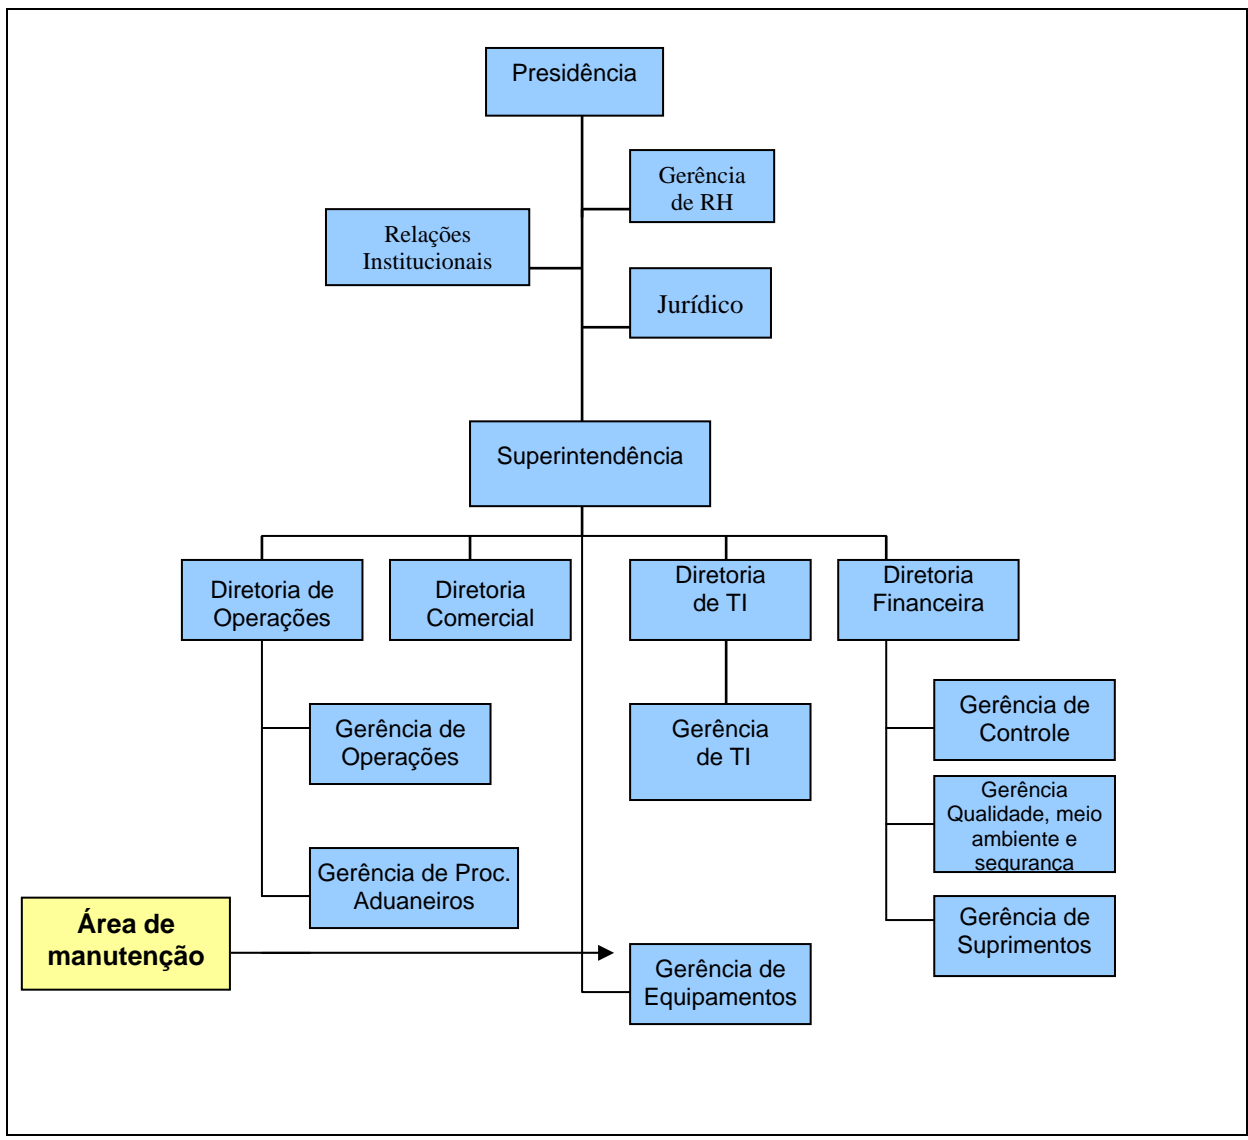 Presidência
Gerência
de RH
Relações
Institucionais
Jurídico
Superintendência
Diretoria de
Operações
Diretoria
Comercial
Diretoria
de TI
Diretoria
Financeira
Gerência de
Operações
Gerência
de TI
Gerência de
Controle
Gerência
Qualidade, meio
ambiente e
segurança
Gerência de Proc.
Aduaneiros
Gerência de
Suprimentos
Área de
manutenção
Gerência de
Equipamentos